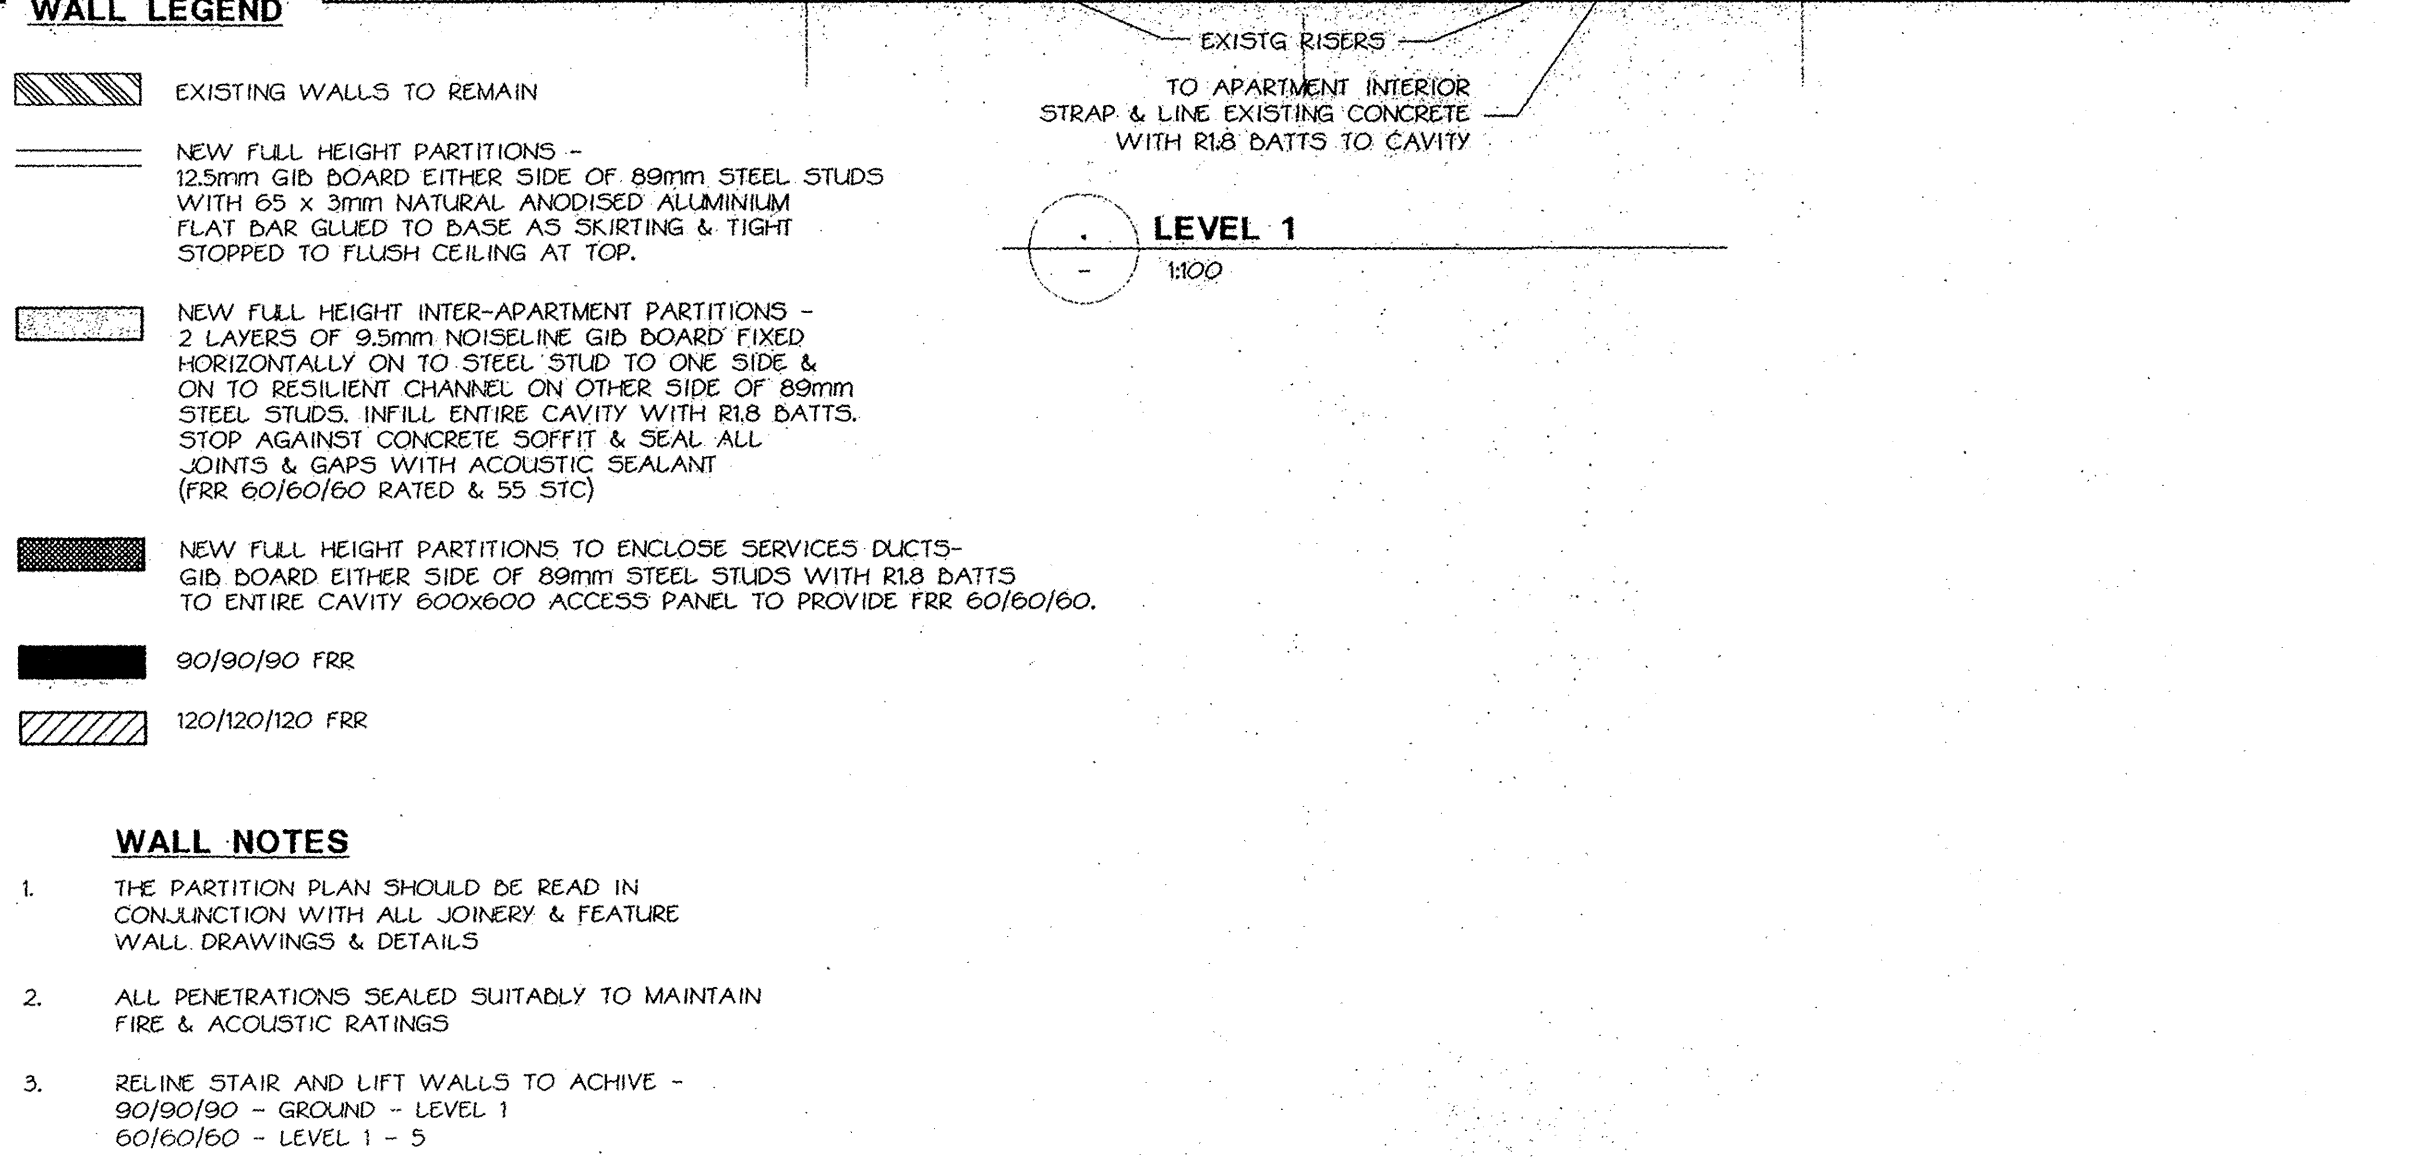 WALL LEGEND
EXISTING WALLS TO REMAIN
NEW FULL HEIGHT PARTITIONS -
12.5mm GIB BOARD EITHER SIDE OF 89mm STEEL STUDS
WITH 65 x 3mm NATURAL ANODISED ALUMINIUM
FLAT BAR GLUED TO BASE AS SKIRTING & TIGHT
STOPPED TO FLUSH CEILING AT TOP.
NEW FULL HEIGHT INTER-APARTMENT PARTITIONS -
2 LAYERS OF 9.5mm NOISELINE GIB BOARD FIXED
HORIZONTALLY ON TO STEEL STUD TO ONE SIDE &
ON TO RESILIENT CHANNEL ON OTHER SIDE OF 89mm
STEEL STUDS. INFILL ENTIRE CAVITY WITH R1.8 BATTS.
STOP AGAINST CONCRETE SOFFIT & SEAL ALL
JOINTS & GAPS WITH ACOUSTIC SEALANT
(FRR 60/60/60 RATED & 55 STC)
NEW FULL HEIGHT PARTITIONS TO ENCLOSE SERVICES DUCTS-
GIB BOARD EITHER SIDE OF 89mm STEEL STUDS WITH R1.8 BATTS
TO ENTIRE CAVITY 600x600 ACCESS PANEL TO PROVIDE FRR 60/60/60.
90/90/90 FRR
120/120/120 FRR
EXISTG RISERS
TO APARTMENT INTERIOR
STRAP & LINE EXISTING CONCRETE
WITH R1.8 BATTS TO CAVITY
LEVEL 1
1:100
WALL NOTES
1. THE PARTITION PLAN SHOULD BE READ IN
CONJUNCTION WITH ALL JOINERY & FEATURE
WALL DRAWINGS & DETAILS
2. ALL PENETRATIONS SEALED SUITABLY TO MAINTAIN
FIRE & ACOUSTIC RATINGS
3. RELINE STAIR AND LIFT WALLS TO ACHIVE -
90/90/90 - GROUND - LEVEL 1
60/60/60 - LEVEL 1 - 5